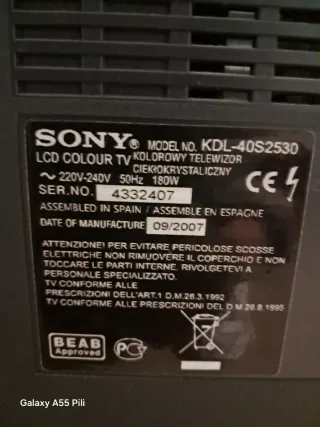 SONY® MODEL NO. KDL-40S2530
LCD COLOUR TV KOLOROWY TELEWIZOR
CIEKŁOKRYSTALICZNY
~ 220V-240V 50Hz 180W
SER.NO. 4332407
CE
ASSEMBLED IN SPAIN / ASSEMBLE EN ESPAGNE
DATE OF MANUFACTURE 09/2007
ATTENZIONE! PER EVITARE PERICOLOSE SCOSSE
ELETTRICHE NON RIMUOVERE IL COPERCHIO E NON
TOCCARE LE PARTI INTERNE. RIVOLGETEVI A
PERSONALE SPECIALIZZATO.
TV CONFORME ALLE
PRESCRIZIONI DELL'ART.1 D.M.26.3.1992
TV CONFORME ALLE PRESCRIZIONI DEL D.M.26.8.1995
BEAB
Approved
Galaxy A55 Pili